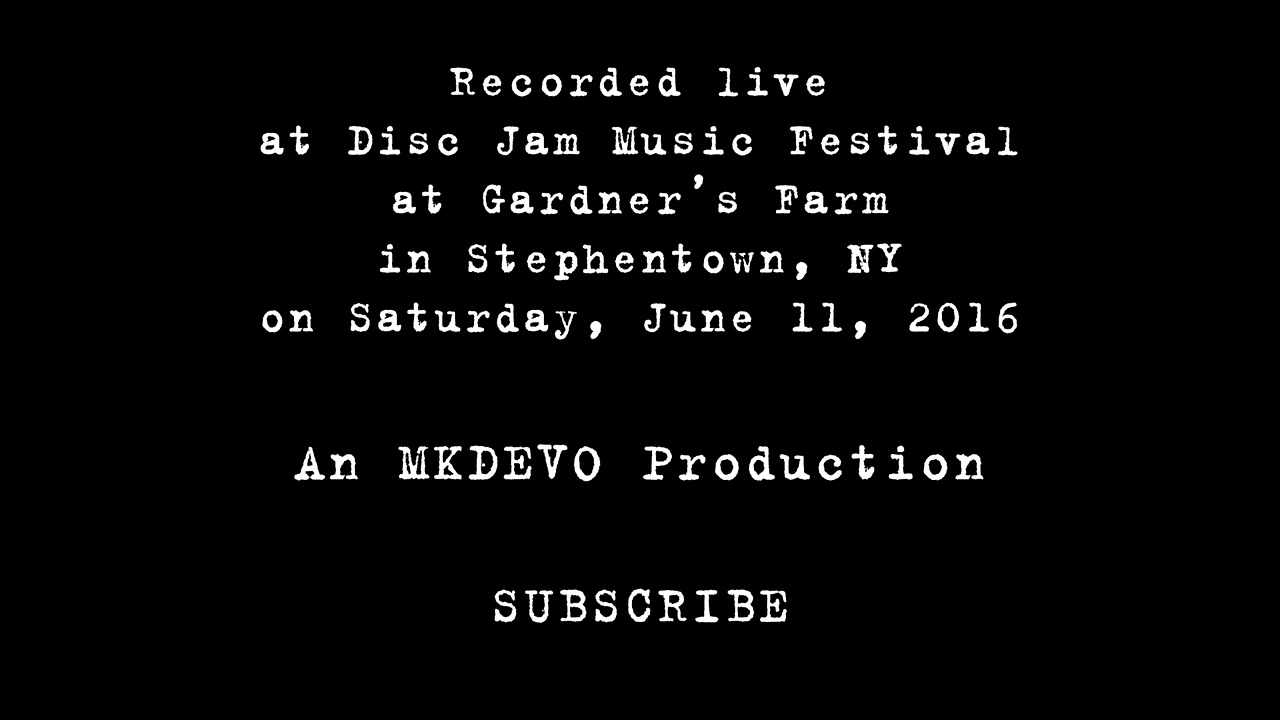 Recorded live
at Disc Jam Music Festival
at Gardner's Farm
in Stephentown, NY
on Saturday, June 11, 2016
An MKDEVO Production
SUBSCRIBE